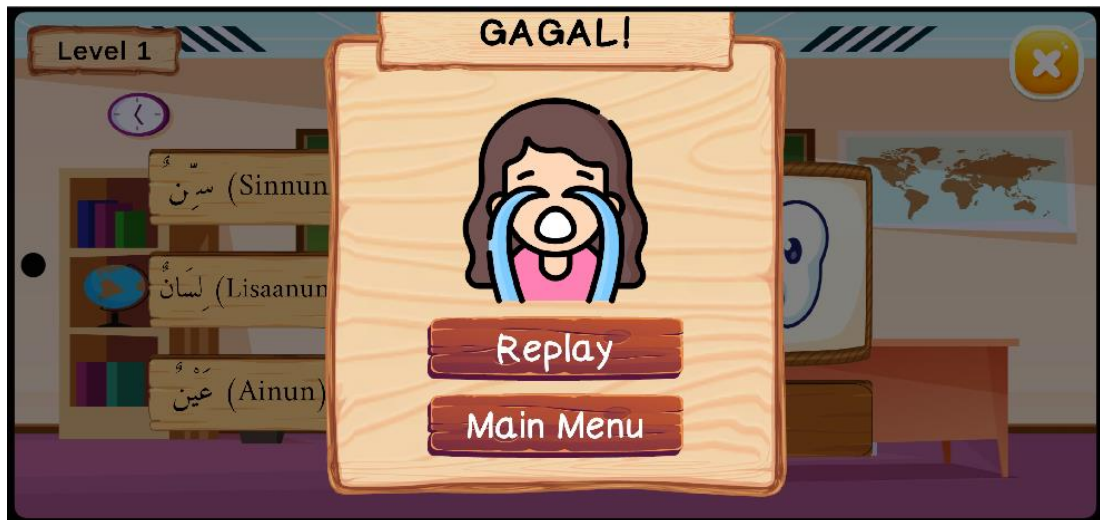 GAGAL!
Level 1
سِّنٌ (Sinnun
لِسَانٌ (Lisaanun
عَيْنٌ (Ainun)
Replay
Main Menu